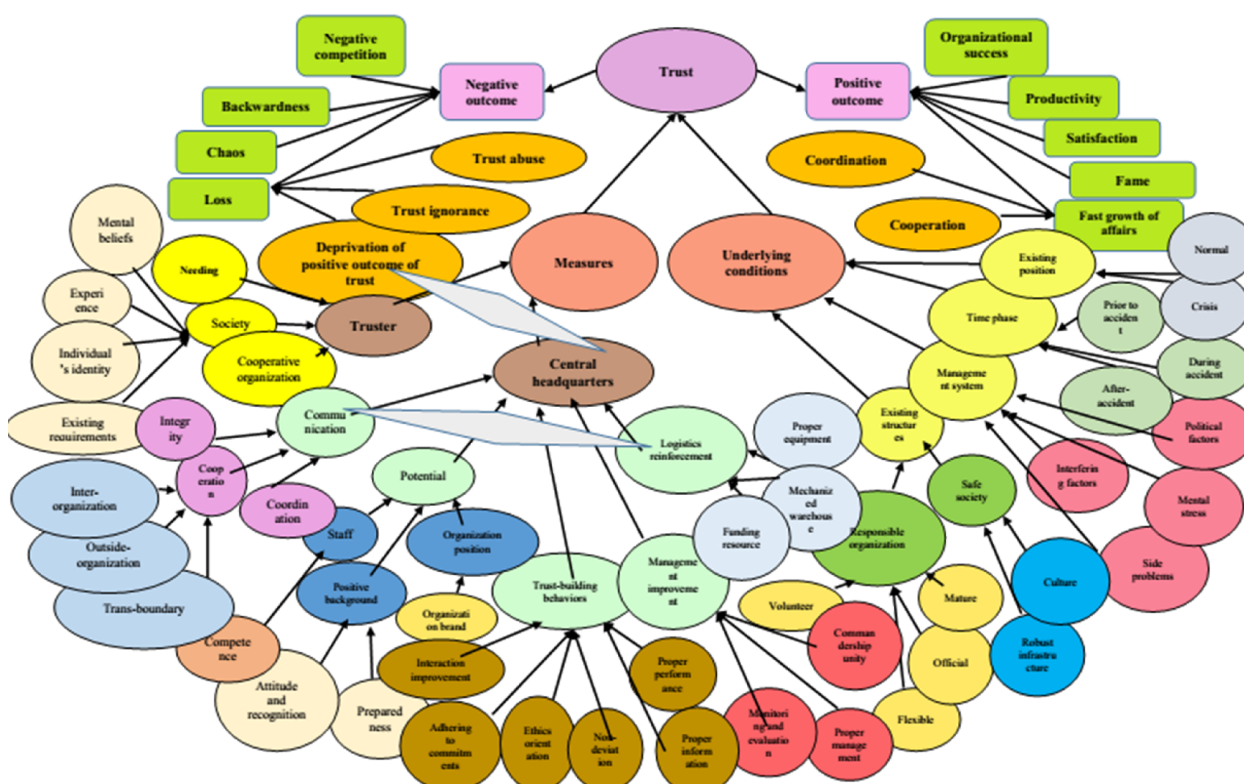 Negative
competition
Organizational
success
Trust
Negative
outcome
Positive
outcome
Backwardness
Productivity
Chaos
Trust abuse
Coordination
Satisfaction
Loss
Trust ignorance
Fame
Cooperation
Fast growth of
affairs
Mental
beliefs
Deprivation of
positive outcome of
trust
Measures
Underlying
conditions
Existing
position
Normal
Needing
Experi
ence
Society
Truster
Time phase
Prior to
acciden
t
Crisis
Individual
's identity
Cooperative
organization
Central
headquarters
Manageme
nt system
During
accident
After-
accident
Existing
requirements
Integr
ity
Commu
nication
Existing
structur
es
Proper
equipment
Political
factors
Logistics
reinforcement
Potential
Coop
eratio
n
Interferin
g factors
Safe
society
Inter-
organization
Coordin
ation
Mechaniz
ed
warehous
e
Mental
stress
Staff
Organization
position
Funding
resource
Responsible
organization
Outside-
organization
Positive
background
Trust-building
behaviors
Manageme
nt
improveme
nt
Culture
Side
problems
Trans-boundary
Organizati
on brand
Volunteer
Mature
Compete
nce
Interaction
improvement
Proper
perform
ance
Comman
dership
unity
Official
Robust
infrastru
cture
Attitude and
recognition
Prepared
ness
Adhering
to
commitm
ents
Ethics
orient
ation
Non-
deviat
ion
Proper
inform
ation
Monitori
ng and
evaluatio
n
Proper
manage
ment
Flexible